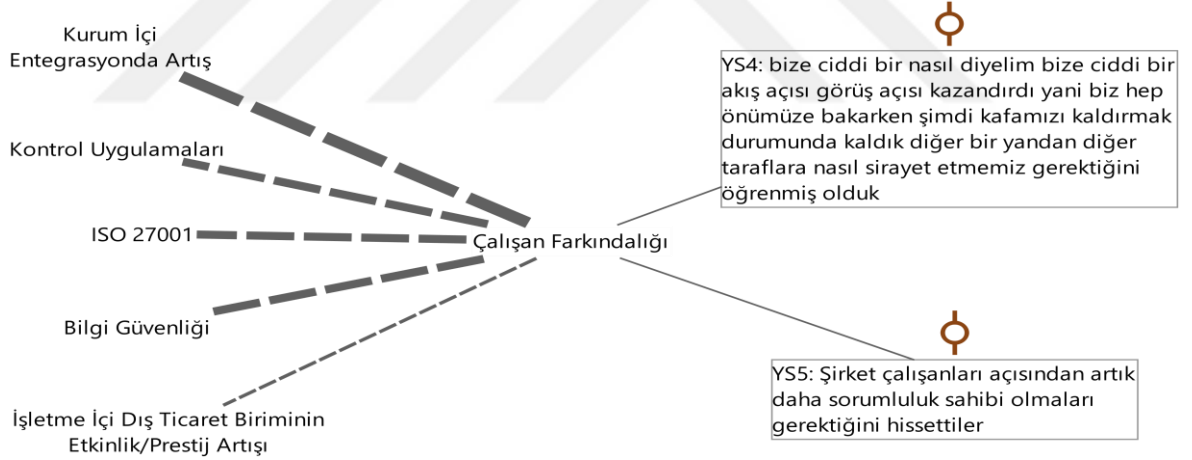 Kurum İçi
Entegrasyonda Artış
Kontrol Uygulamaları
ISO 27001
Bilgi Güvenliği
İşletme İçi Dış Ticaret Biriminin
Etkinlik/Prestij Artışı
Çalışan Farkındalığı
YS4: bize ciddi bir nasıl diyelim bize ciddi bir
akış açısı görüş açısı kazandırdı yani biz hep
önümüze bakarken şimdi kafamızı kaldırmak
durumunda kaldık diğer bir yandan diğer
taraflara nasıl sirayet etmemiz gerektiğini
öğrenmiş olduk
YS5: Şirket çalışanları açısından artık
daha sorumluluk sahibi olmaları
gerektiğini hissettiler